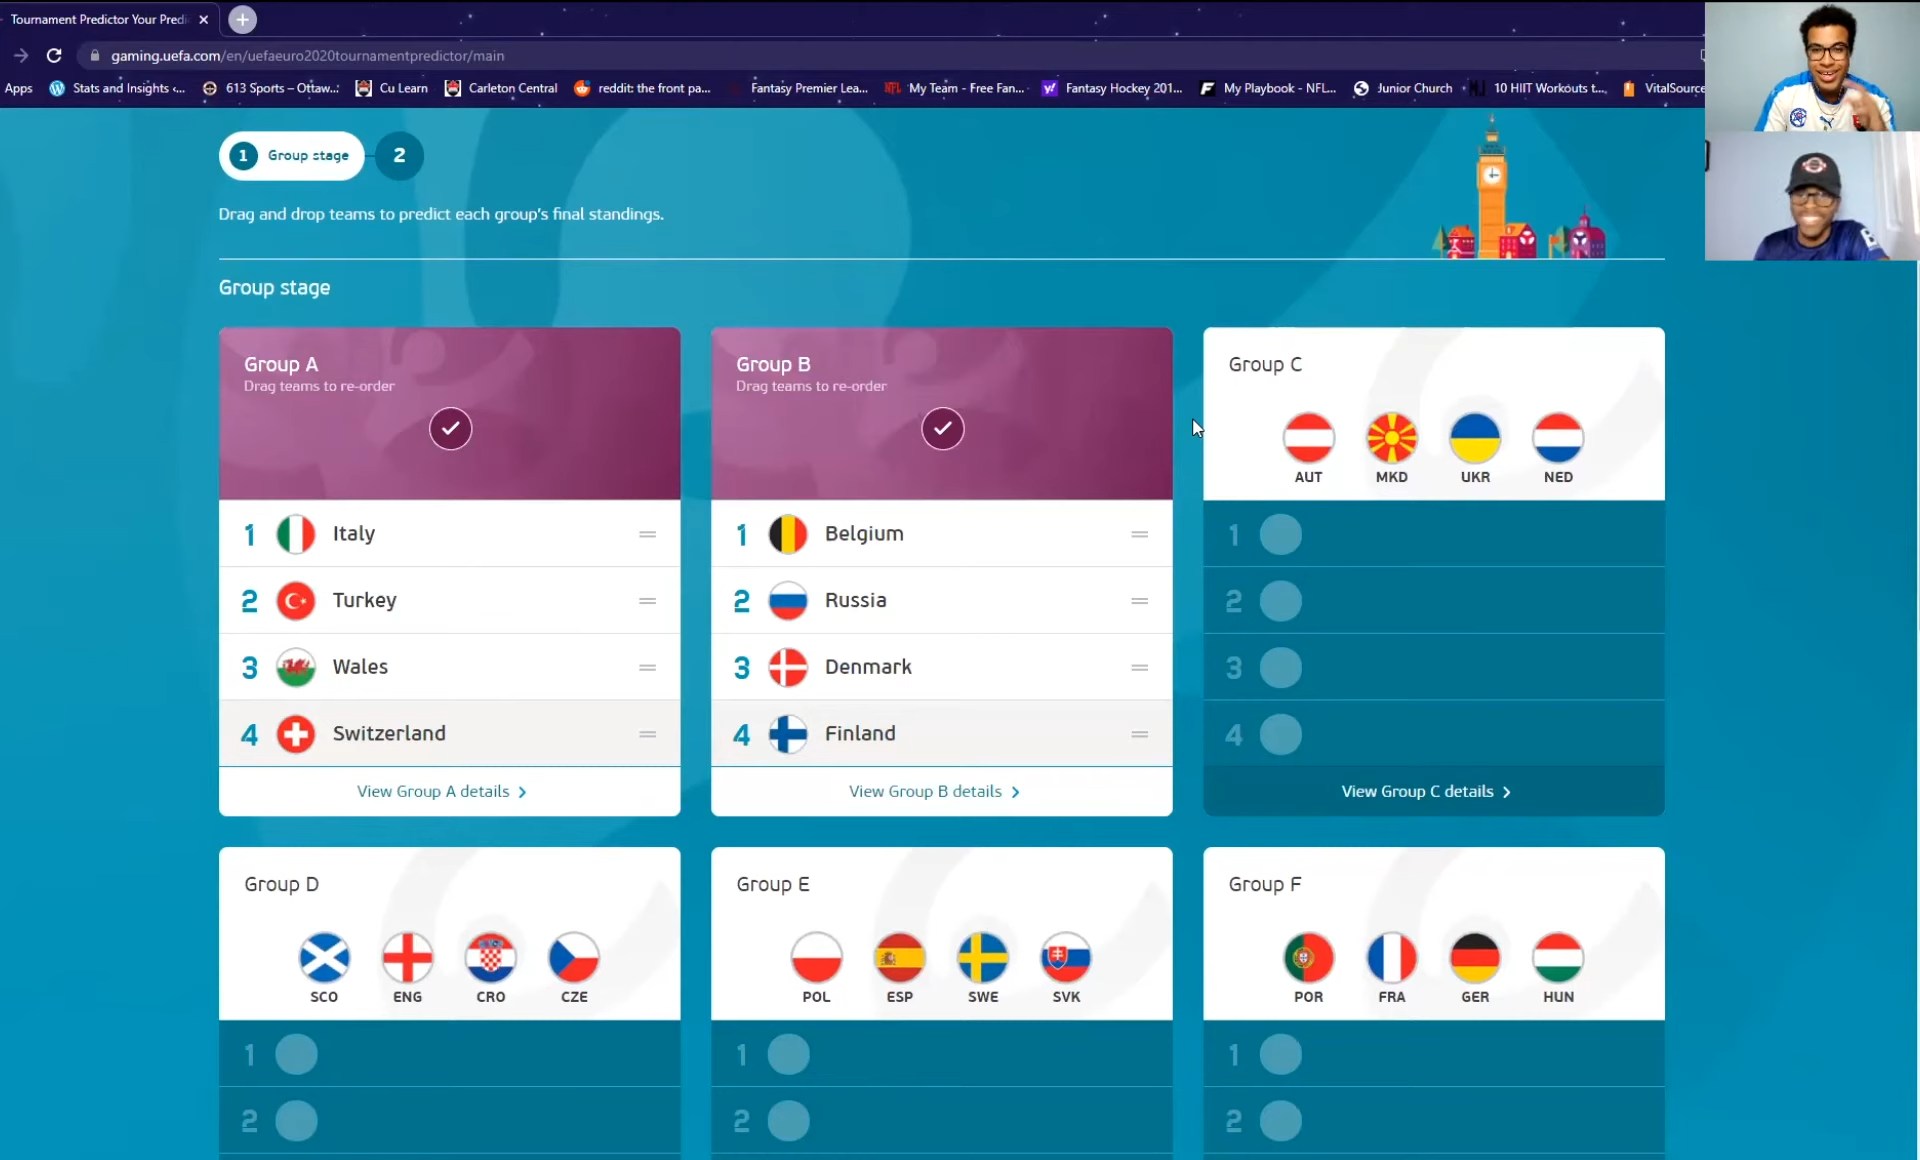 Tournament Predictor Your Predi
gaming.uefa.com/en/uefaeuro2020tournamentpredictor/main
Apps Stats and Insights <... 613 Sports – Ottaw... Cu Learn Carleton Central reddit: the front pa... Fantasy Premier Lea... My Team - Free Fan... Fantasy Hockey 201... My Playbook - NFL... Junior Church 10 HIIT Workouts t... VitalSource
1 Group stage 2
Drag and drop teams to predict each group's final standings.
Group stage
Group A
Drag teams to re-order
1 Italy
2 Turkey
3 Wales
4 Switzerland
View Group A details >
Group B
Drag teams to re-order
1 Belgium
2 Russia
3 Denmark
4 Finland
View Group B details >
Group C
AUT MKD UKR NED
1
2
3
4
View Group C details >
Group D
SCO ENG CRO CZE
1
2
Group E
POL ESP SWE SVK
1
2
Group F
POR FRA GER HUN
1
2